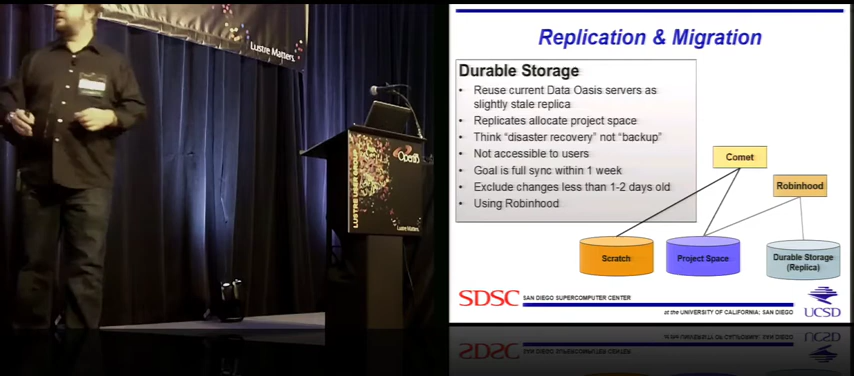 Lustre Matters.
OpenFS
LUSTRE USER GROUP
Lustre Matters.
Replication & Migration
Durable Storage
• Reuse current Data Oasis servers as
slightly stale replica
• Replicates allocate project space
• Think “disaster recovery” not “backup”
• Not accessible to users
• Goal is full sync within 1 week
• Exclude changes less than 1-2 days old
• Using Robinhood
Comet
Robinhood
Scratch
Project Space
Durable Storage
(Replica)
SDSC
SAN DIEGO SUPERCOMPUTER CENTER
at the UNIVERSITY OF CALIFORNIA; SAN DIEGO
UCSD